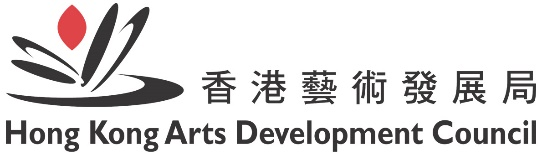 香港藝術發展局
Hong Kong Arts Development Council